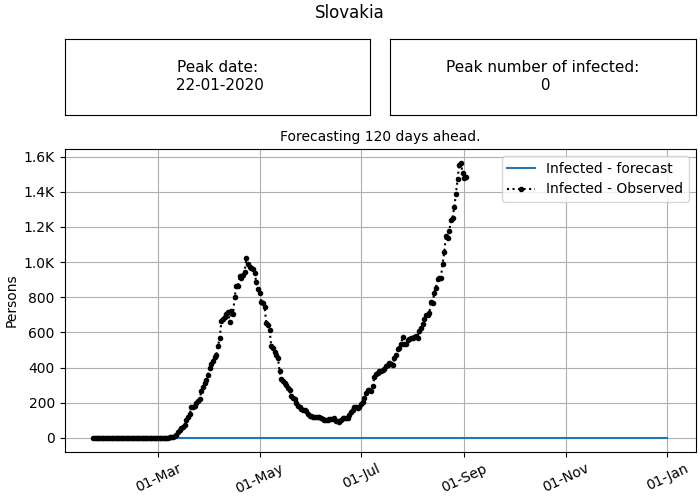 Slovakia
Peak date:
22-01-2020
Peak number of infected:
0
Forecasting 120 days ahead.
Infected - forecast
Infected - Observed
Persons
1.6K
1.4K
1.2K
1.0K
800
600
400
200
0
01-Mar
01-May
01-Jul
01-Sep
01-Nov
01-Jan